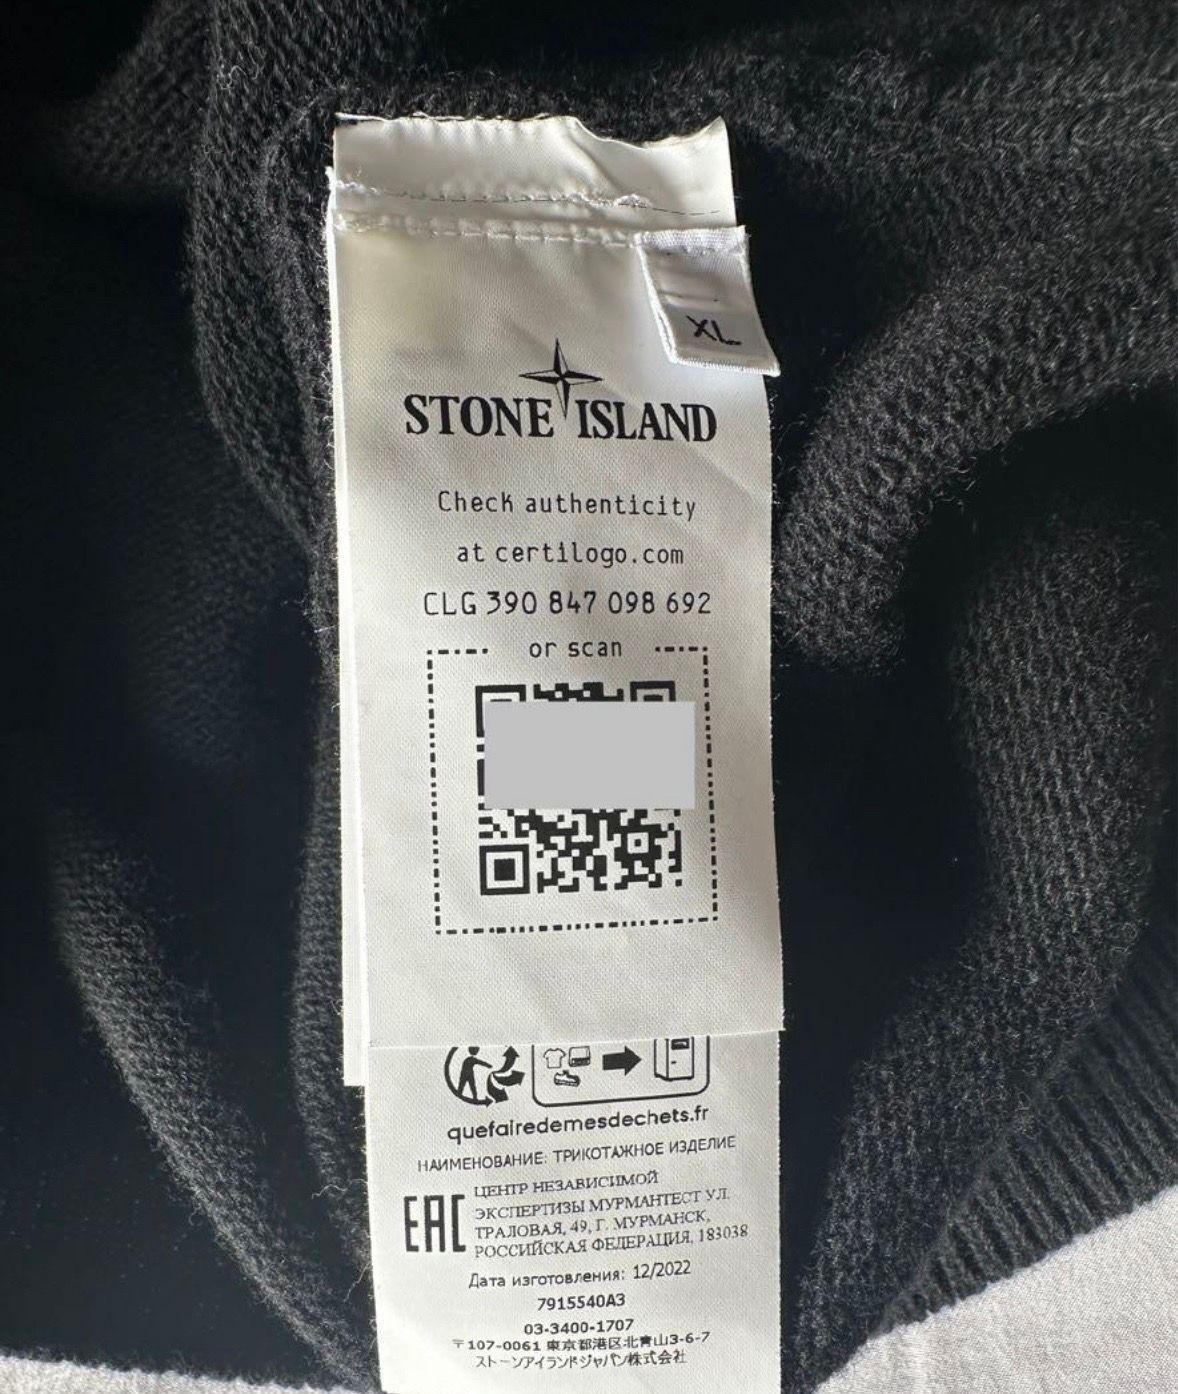 XL
STONE ISLAND
Check authenticity
at certilogo.com
CLG 390 847 098 692
or scan
quefairedemesdechets.fr
НАИМЕНОВАНИЕ: ТРИКОТАЖНОЕ ИЗДЕЛИЕ
EAC
ЦЕНТР НЕЗАВИСИМОЙ
ЭКСПЕРТИЗЫ МУРМАНТЕСТ УЛ.
ТРАЛОВАЯ, 49, Г. МУРМАНСК,
РОССИЙСКАЯ ФЕДЕРАЦИЯ, 183038
Дата изготовления: 12/2022
7915540A3
03-3400-1707
〒107-0061 東京都港区北青山3-6-7
ストーンアイランドジャパン株式会社